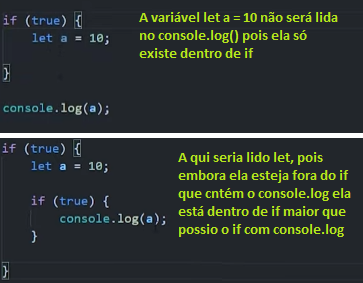 if (true) {
let a = 10;
}
console.log(a);
A variável let a = 10 não será lida
no console.log() pois ela só
existe dentro de if
if (true) {
let a = 10;
if (true) {
console.log(a);
}
}
A qui seria lido let, pois
embora ela esteja fora do if
que cntém o console.log ela
está dentro de if maior que
possio o if com console.log